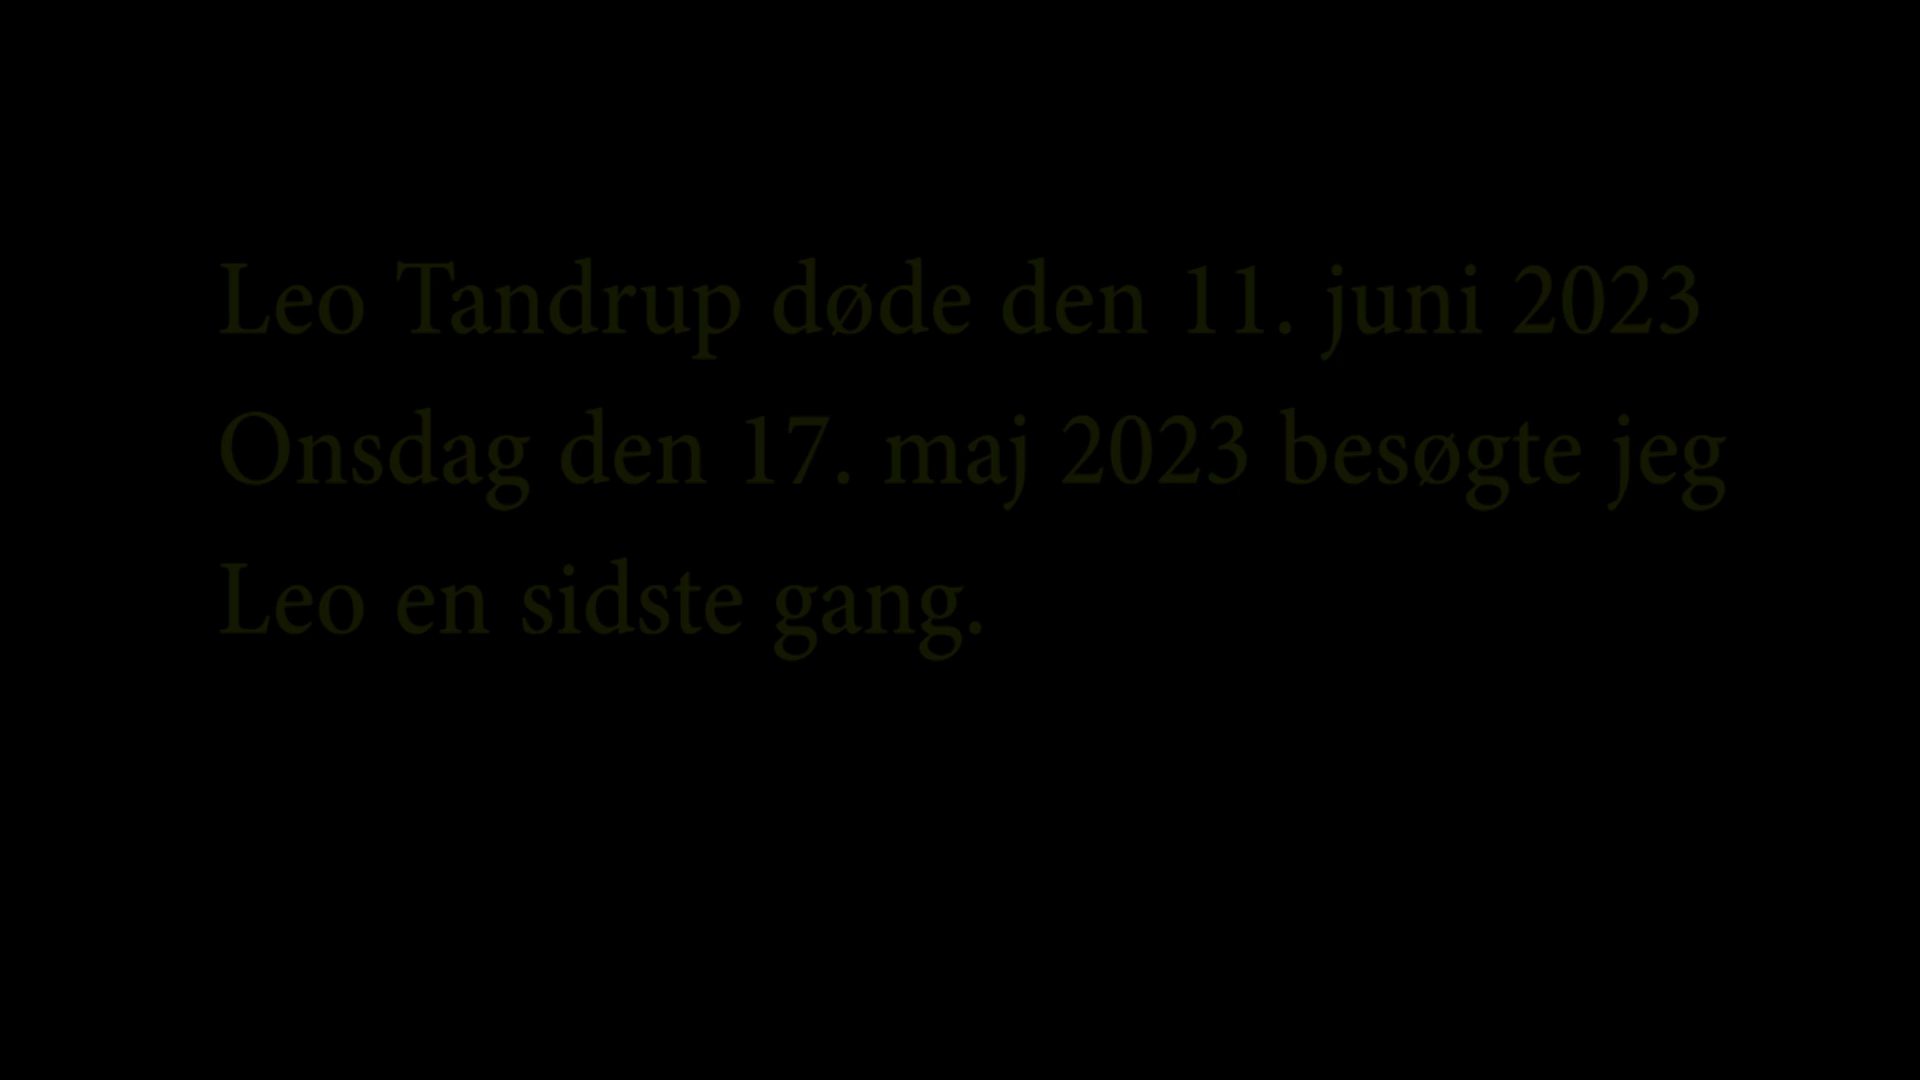 Leo Tandrup døde den 11. juni 2023
Onsdag den 17. maj 2023 besøgte jeg
Leo en sidste gang.